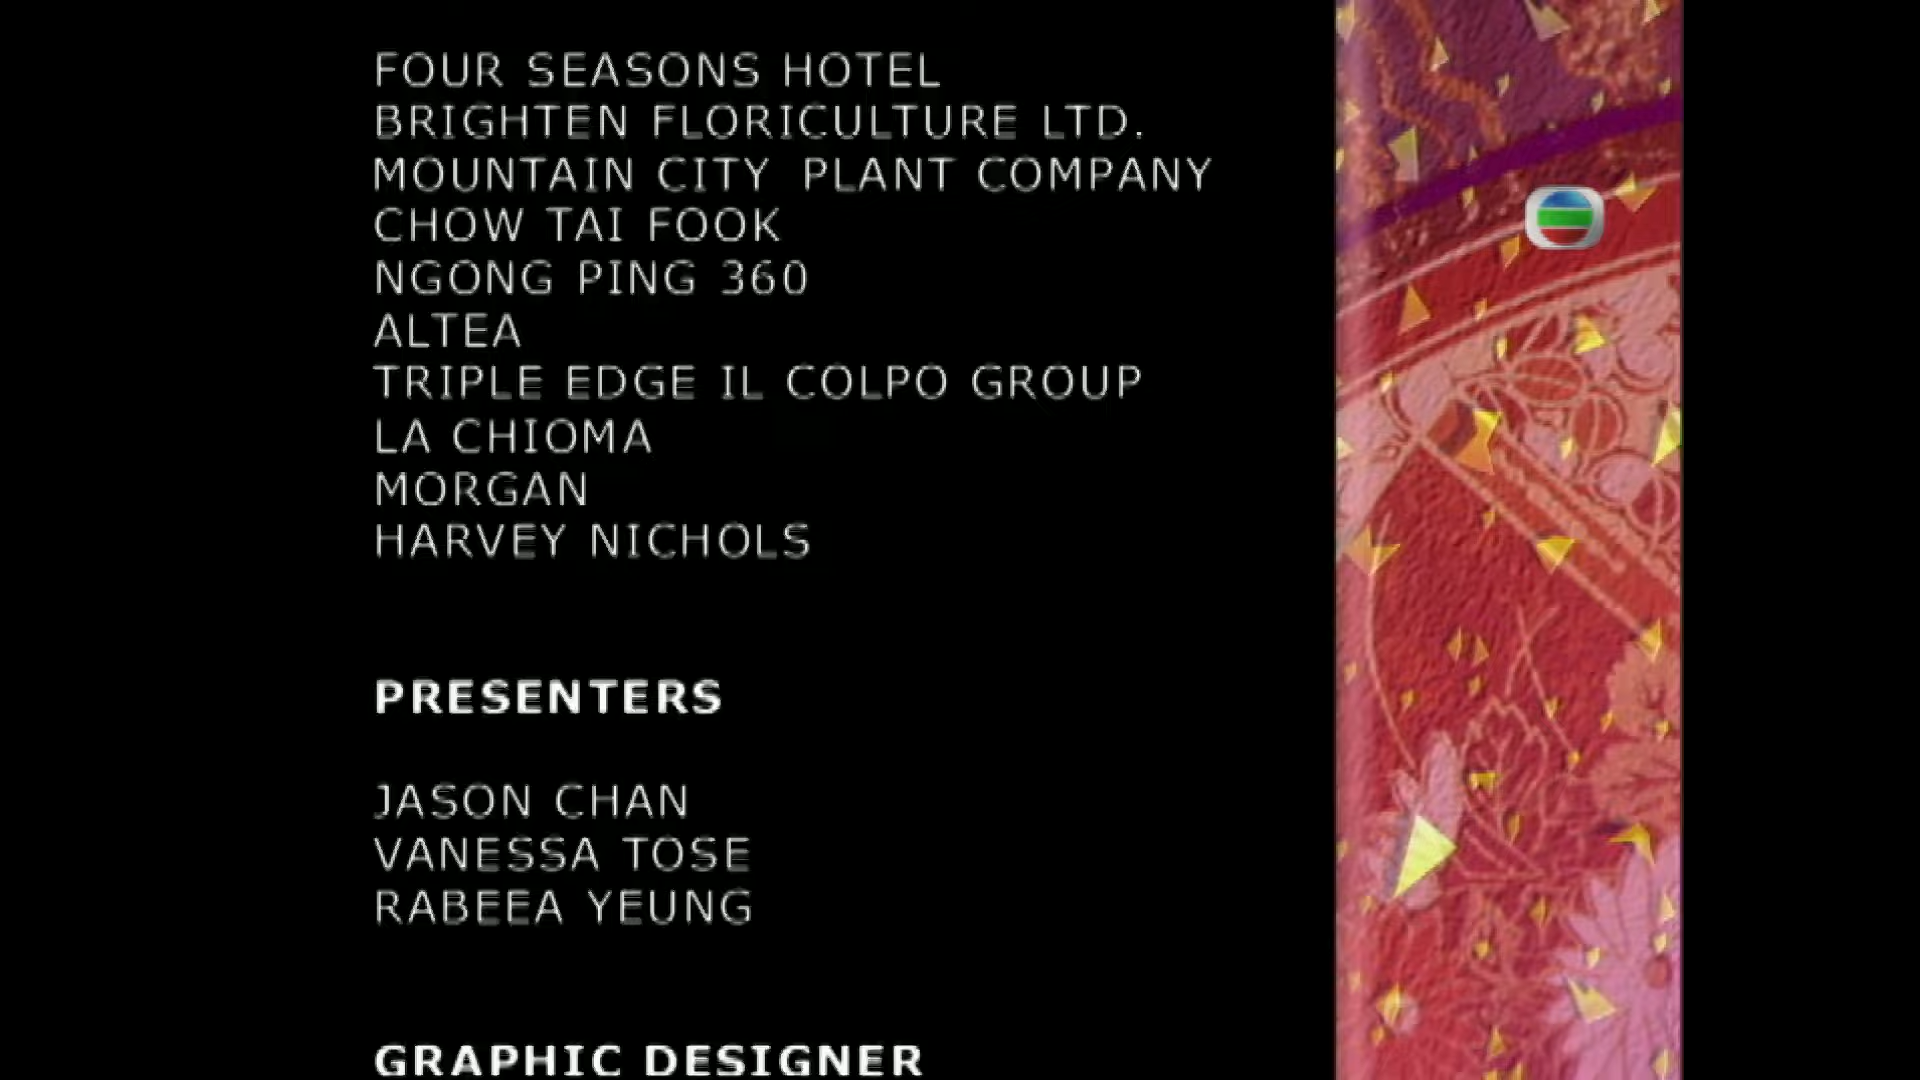 FOUR SEASONS HOTEL
BRIGHTEN FLORICULTURE LTD.
MOUNTAIN CITY PLANT COMPANY
CHOW TAI FOOK
NGONG PING 360
ALTEA
TRIPLE EDGE IL COLPO GROUP
LA CHIOMA
MORGAN
HARVEY NICHOLS
PRESENTERS
JASON CHAN
VANESSA TOSE
RABEEA YEUNG
GRAPHIC DESIGNER